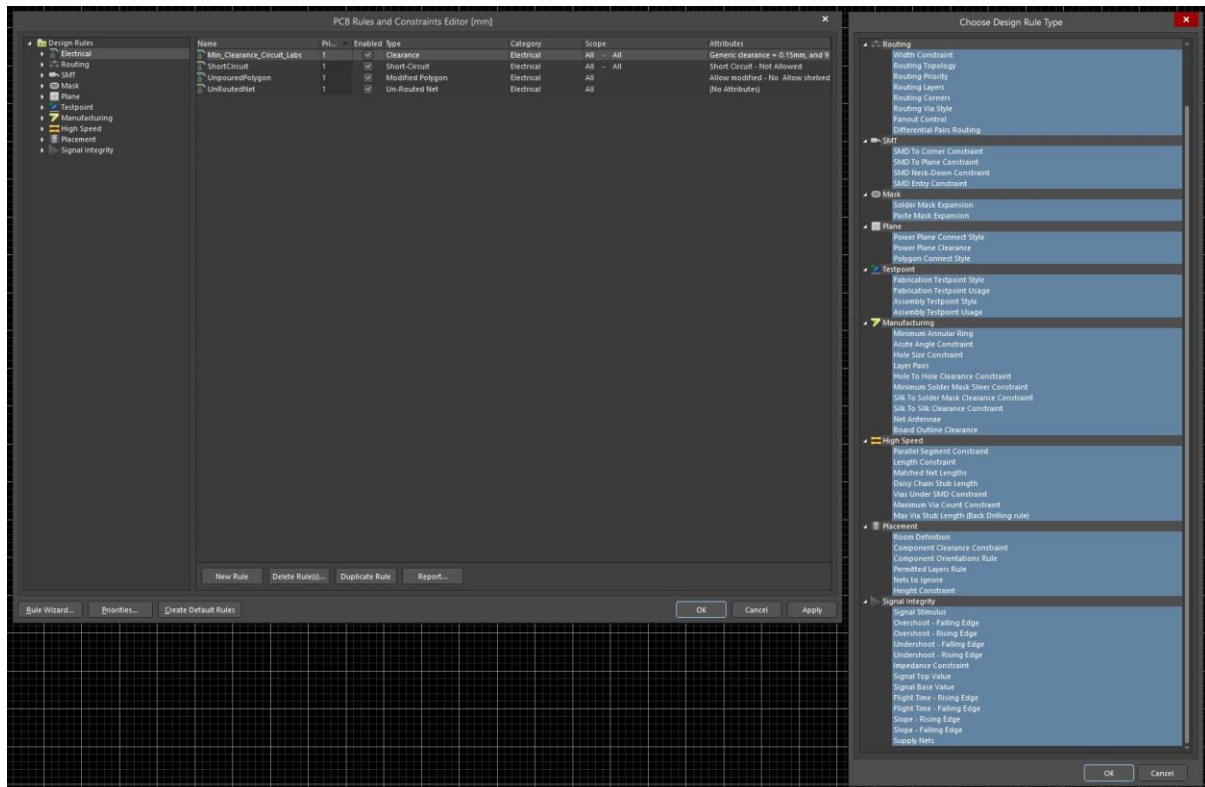 PCB Rules and Constraints Editor [mm]
Design Rules
Electrical
Routing
SMT
Mask
Plane
Testpoint
Manufacturing
High Speed
Placement
Signal Integrity
Name Pri... Enabled Type Category Scope Attributes
Min_Clearance_Circuit_Labs 1 Clearance Electrical All - All Generic clearance = 0.15mm, and 9
ShortCircuit 1 Short-Circuit Electrical All - All Short Circuit - Not Allowed
UnpouredPolygon 1 Modified Polygon Electrical All Allow modified - No Allow shelved
UnRoutedNet 1 Un-Routed Net Electrical All (No Attributes)
New Rule Delete Rule(s)... Duplicate Rule Report...
Rule Wizard... Priorities... Create Default Rules OK Cancel Apply
Choose Design Rule Type
Routing
Width Constraint
Routing Topology
Routing Priority
Routing Layers
Routing Corners
Routing Via Style
Fanout Control
Differential Pairs Routing
SMT
SMD To Corner Constraint
SMD To Plane Constraint
SMD Neck-Down Constraint
SMD Entry Constraint
Mask
Solder Mask Expansion
Paste Mask Expansion
Plane
Power Plane Connect Style
Power Plane Clearance
Polygon Connect Style
Testpoint
Fabrication Testpoint Style
Fabrication Testpoint Usage
Assembly Testpoint Style
Assembly Testpoint Usage
Manufacturing
Minimum Annular Ring
Acute Angle Constraint
Hole Size Constraint
Layer Pairs
Hole To Hole Clearance Constraint
Minimum Solder Mask Sliver Constraint
Silk To Solder Mask Clearance Constraint
Silk To Silk Clearance Constraint
Net Antennae
Board Outline Clearance
High Speed
Parallel Segment Constraint
Length Constraint
Matched Net Lengths
Daisy Chain Stub Length
Vias Under SMD Constraint
Maximum Via Count Constraint
Max Via Stub Length (Back Drilling rule)
Placement
Room Definition
Component Clearance Constraint
Component Orientations Rule
Permitted Layers Rule
Nets to Ignore
Height Constraint
Signal Integrity
Signal Stimulus
Overshoot - Falling Edge
Overshoot - Rising Edge
Undershoot - Falling Edge
Undershoot - Rising Edge
Impedance Constraint
Signal Top Value
Signal Base Value
Flight Time - Rising Edge
Flight Time - Falling Edge
Slope - Rising Edge
Slope - Falling Edge
Supply Nets
OK Cancel